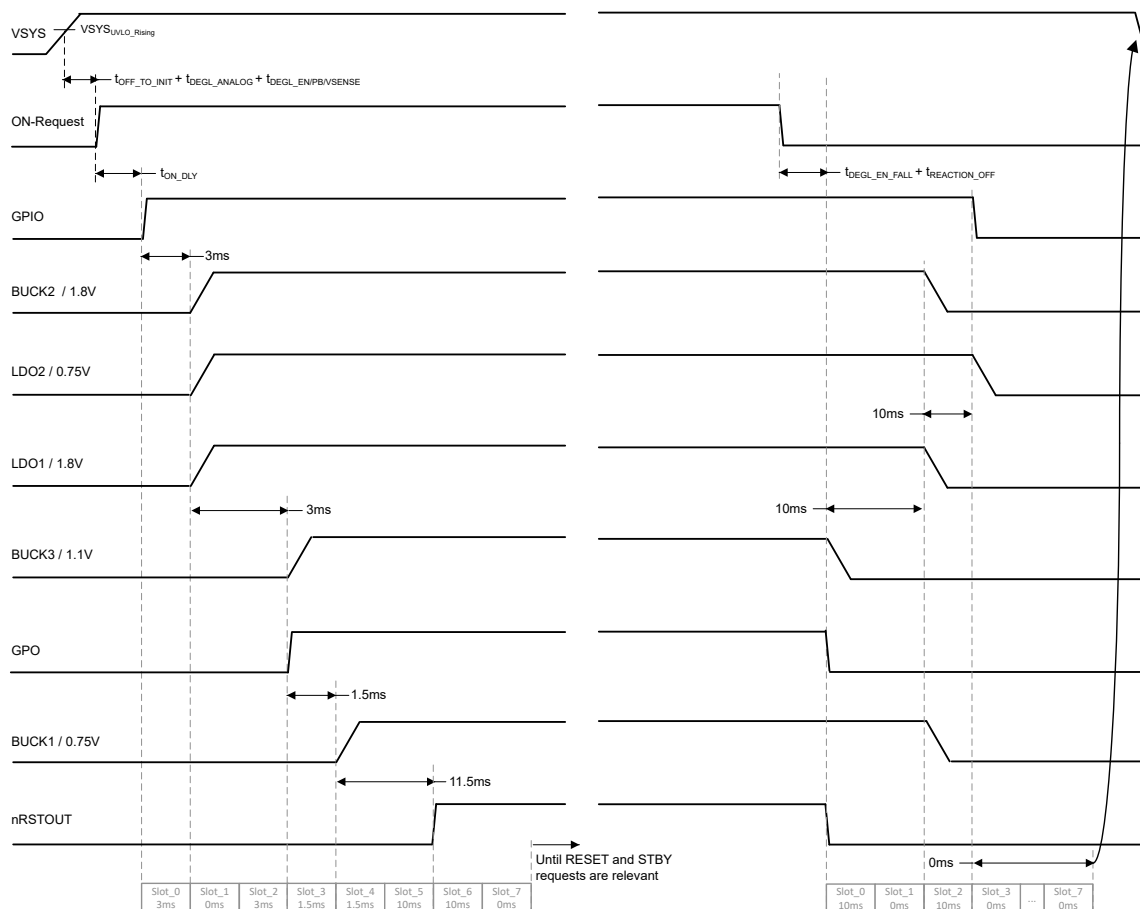 VSYS
VSYSUVLO_Rising
tOFF_TO_INIT + tDEGL_ANALOG + tDEGL_EN/PB/VSENSE
ON-Request
tON_DLY
tDEGL_EN_FALL + tREACTION_OFF
GPIO
3ms
BUCK2 / 1.8V
LDO2 / 0.75V
10ms
LDO1 / 1.8V
3ms
10ms
BUCK3 / 1.1V
GPO
1.5ms
BUCK1 / 0.75V
11.5ms
nRSTOUT
Until RESET and STBY
requests are relevant
0ms
Slot_0 Slot_1 Slot_2 Slot_3 Slot_4 Slot_5 Slot_6 Slot_7
3ms 0ms 3ms 1.5ms 1.5ms 10ms 10ms 0ms
Slot_0 Slot_1 Slot_2 Slot_3 ... Slot_7
10ms 0ms 10ms 0ms 0ms